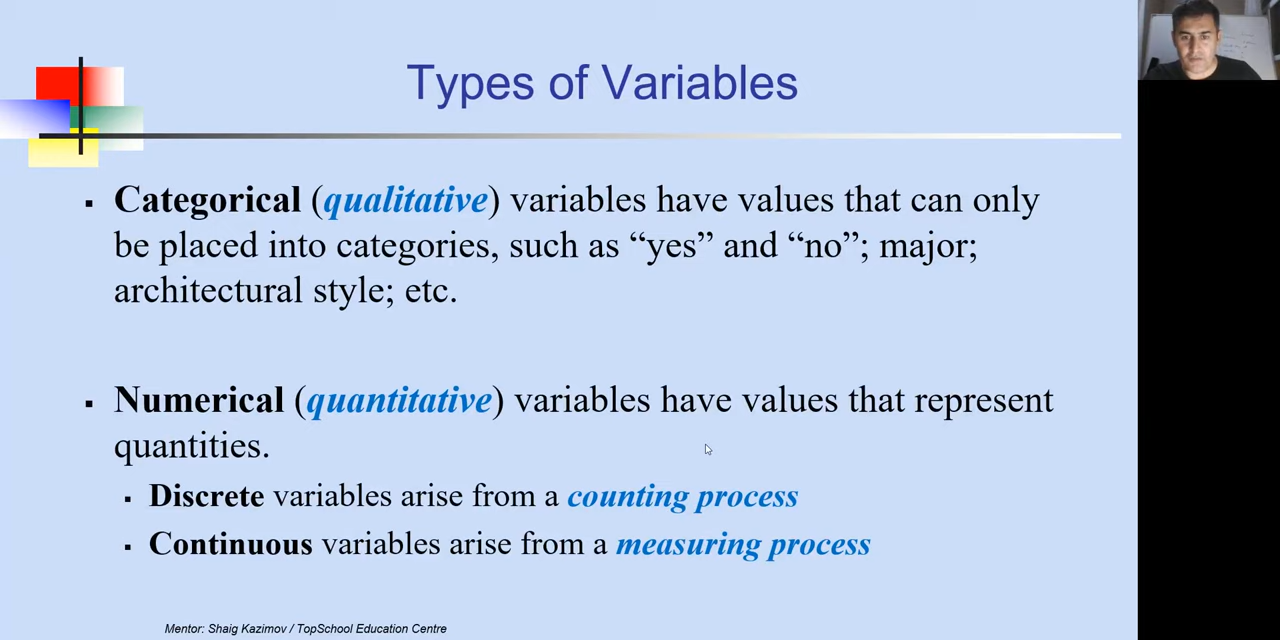 Types of Variables
▪ Categorical (qualitative) variables have values that can only
be placed into categories, such as “yes” and “no”; major;
architectural style; etc.
▪ Numerical (quantitative) variables have values that represent
quantities.
▪ Discrete variables arise from a counting process
▪ Continuous variables arise from a measuring process
Mentor: Shaig Kazimov / TopSchool Education Centre